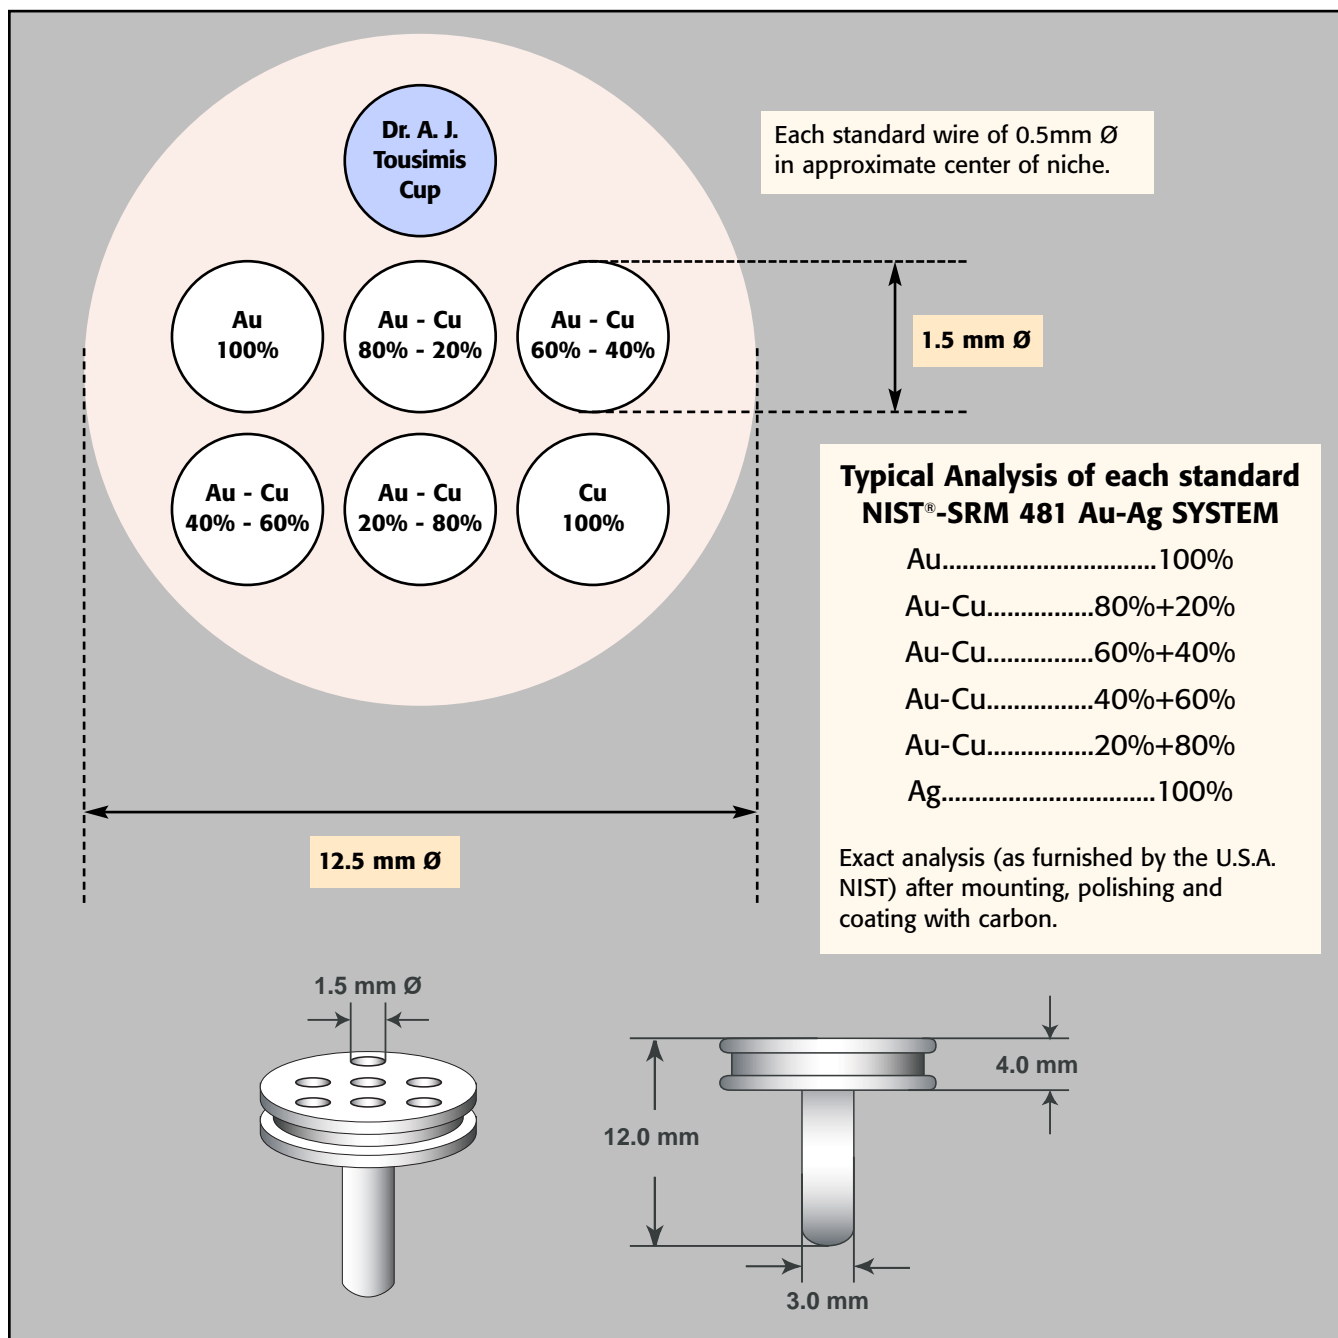 Dr. A. J.
Tousimis
Cup
Each standard wire of 0.5mm Ø
in approximate center of niche.
Au
100%
Au - Cu
80% - 20%
Au - Cu
60% - 40%
1.5 mm Ø
Au - Cu
40% - 60%
Au - Cu
20% - 80%
Cu
100%
Typical Analysis of each standard
NIST®-SRM 481 Au-Ag SYSTEM
Au................................100%
Au-Cu................80%+20%
Au-Cu................60%+40%
Au-Cu................40%+60%
Au-Cu................20%+80%
Ag................................100%
Exact analysis (as furnished by the U.S.A.
NIST) after mounting, polishing and
coating with carbon.
12.5 mm Ø
1.5 mm Ø
4.0 mm
12.0 mm
3.0 mm